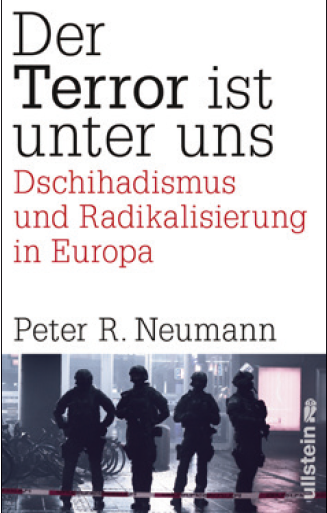 Der
Terror ist
unter uns
Dschihadismus
und Radikalisierung
in Europa
Peter R. Neumann
ullstein